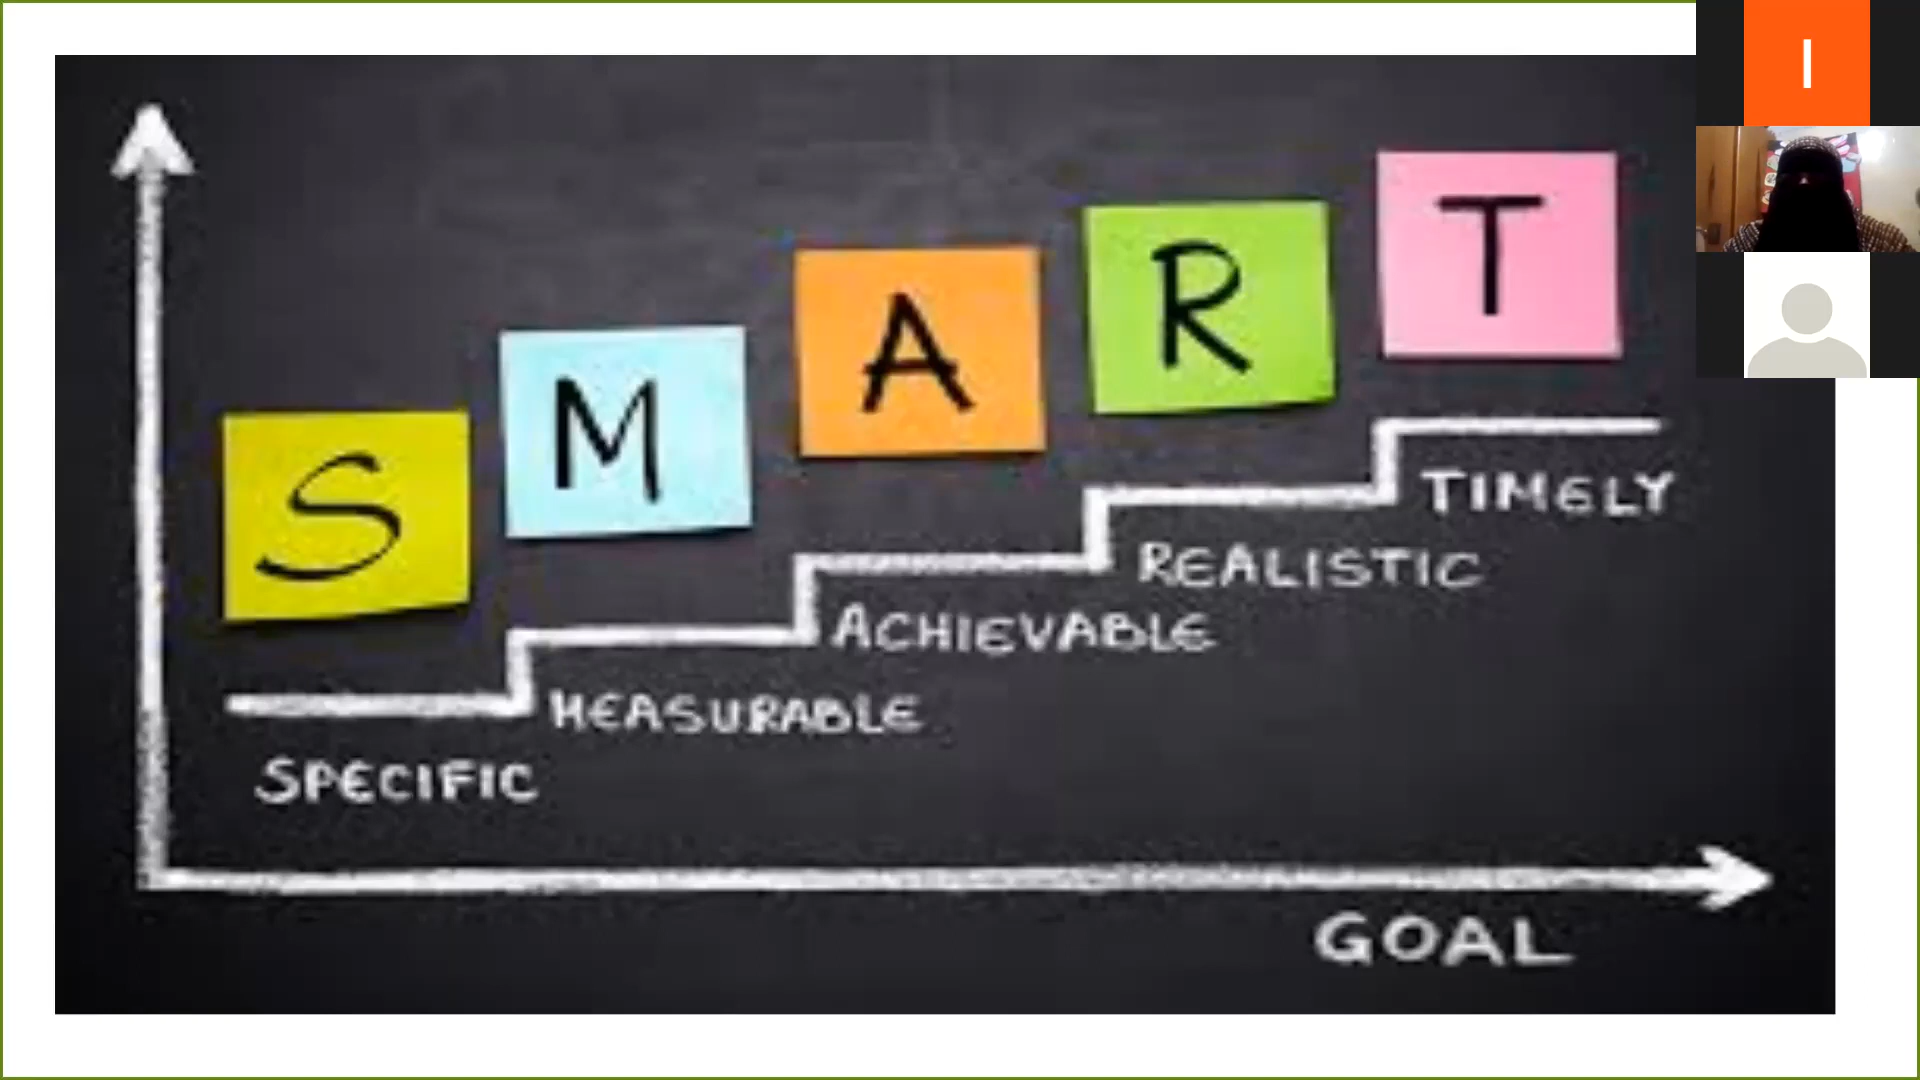 S M A R T
SPECIFIC
MEASURABLE
ACHIEVABLE
REALISTIC
TIMELY
GOAL
I